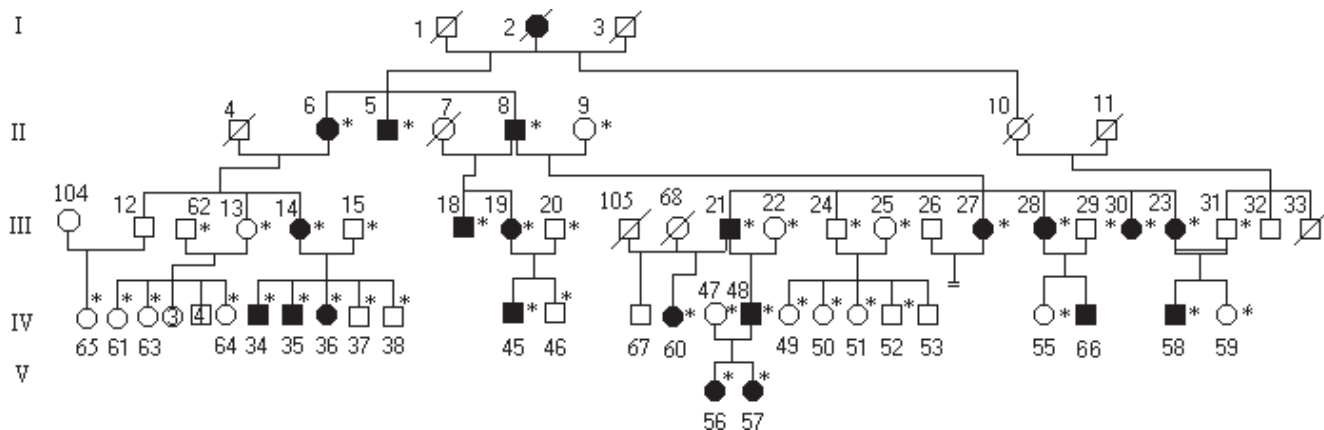 I 1 2 3
4 6 5 7 8 9 10 11
II * * * *
104 12 62 13 14 15 18 19 20 105 68 21 22 24 25 26 27 28 29 30 23 31 32 33
III * * * * * * * * * * * * * * * * *
47 48
IV * * * * * * * * * * * * * * * * * * * * * * *
3 4
65 61 63 64 34 35 36 37 38 45 46 67 60 49 50 51 52 53 55 66 58 59
V * *
56 57